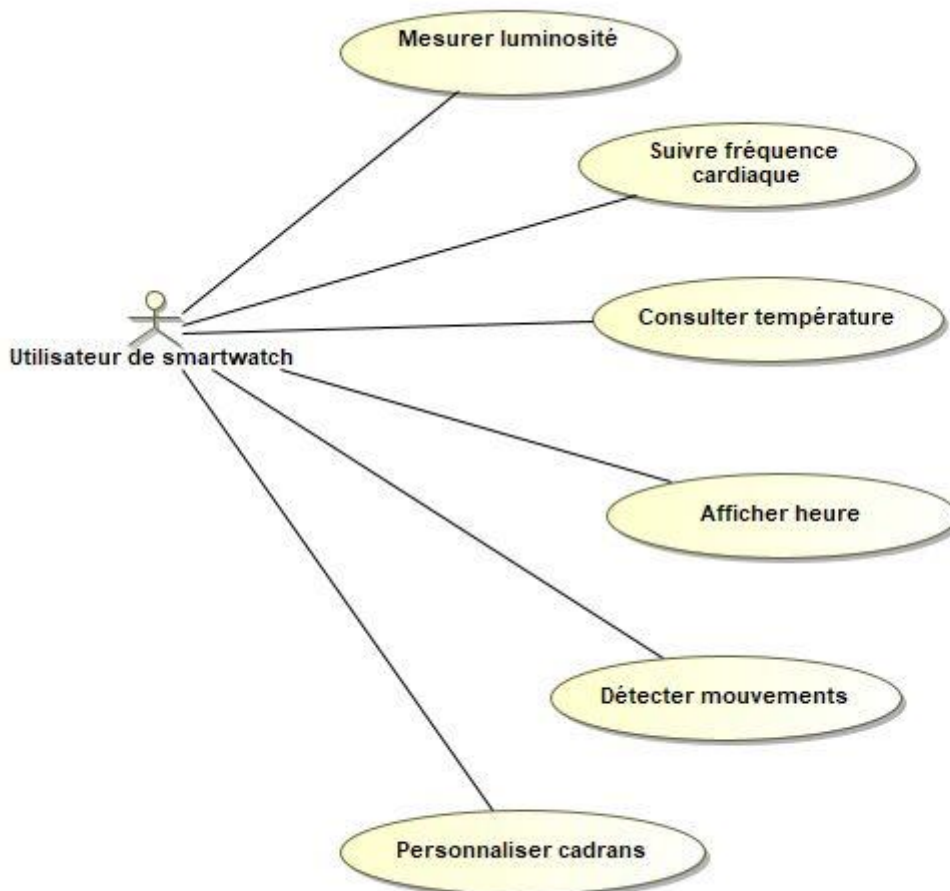 Mesurer luminosité
Suivre fréquence
cardiaque
Consulter température
Utilisateur de smartwatch
Afficher heure
Détecter mouvements
Personnaliser cadrans